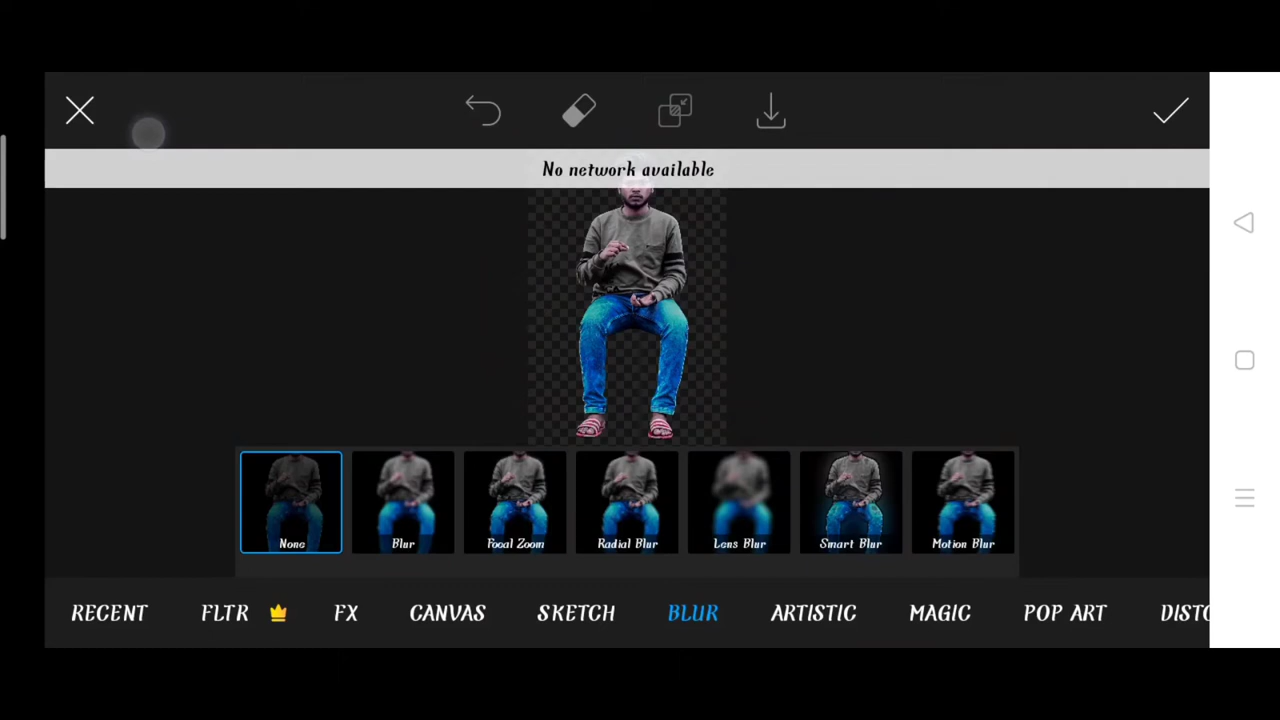 No network available
None
Blur
Focal Zoom
Radial Blur
Lens Blur
Smart Blur
Motion Blur
RECENT FLTR FX CANVAS SKETCH BLUR ARTISTIC MAGIC POP ART DISTO